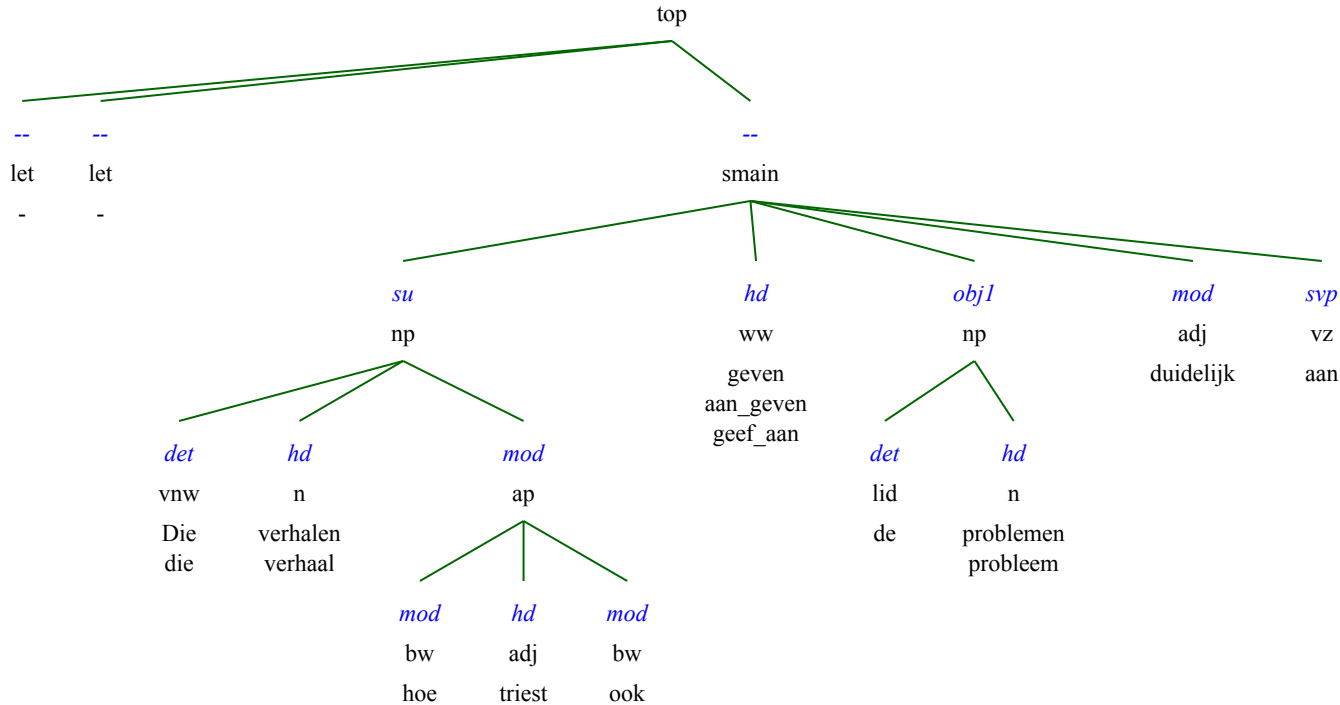 top
-- -- --
let let smain
- -
su hd obj1 mod svp
np ww np adj vz
geven duidelijk aan
aan_geven
geef_aan
det hd mod det hd
vnw n ap lid n
Die verhalen de problemen
die verhaal probleem
mod hd mod
bw adj bw
hoe triest ook